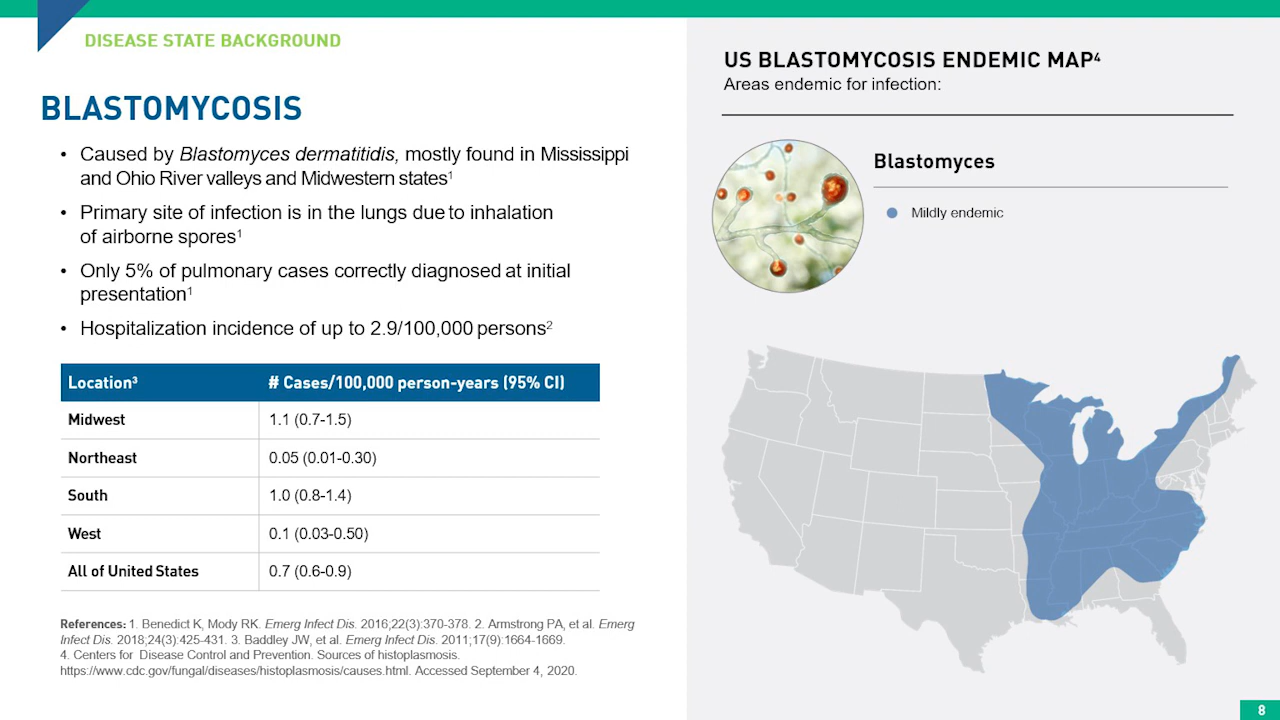 DISEASE STATE BACKGROUND
BLASTOMYCOSIS
• Caused by Blastomyces dermatitidis, mostly found in Mississippi
and Ohio River valleys and Midwestern states¹
• Primary site of infection is in the lungs due to inhalation
of airborne spores¹
• Only 5% of pulmonary cases correctly diagnosed at initial
presentation¹
• Hospitalization incidence of up to 2.9/100,000 persons²
Location³ # Cases/100,000 person-years (95% CI)
Midwest 1.1 (0.7-1.5)
Northeast 0.05 (0.01-0.30)
South 1.0 (0.8-1.4)
West 0.1 (0.03-0.50)
All of United States 0.7 (0.6-0.9)
References: 1. Benedict K, Mody RK. Emerg Infect Dis. 2016;22(3):370-378. 2. Armstrong PA, et al. Emerg
Infect Dis. 2018;24(3):425-431. 3. Baddley JW, et al. Emerg Infect Dis. 2011;17(9):1664-1669.
4. Centers for Disease Control and Prevention. Sources of histoplasmosis.
https://www.cdc.gov/fungal/diseases/histoplasmosis/causes.html. Accessed September 4, 2020.
US BLASTOMYCOSIS ENDEMIC MAP⁴
Areas endemic for infection:
Blastomyces
Mildly endemic
8